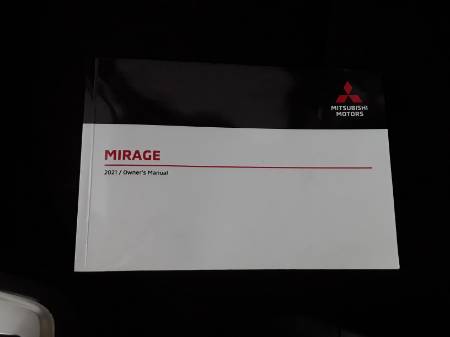 MITSUBISHI
MOTORS
MIRAGE
2021 / Owner's Manual